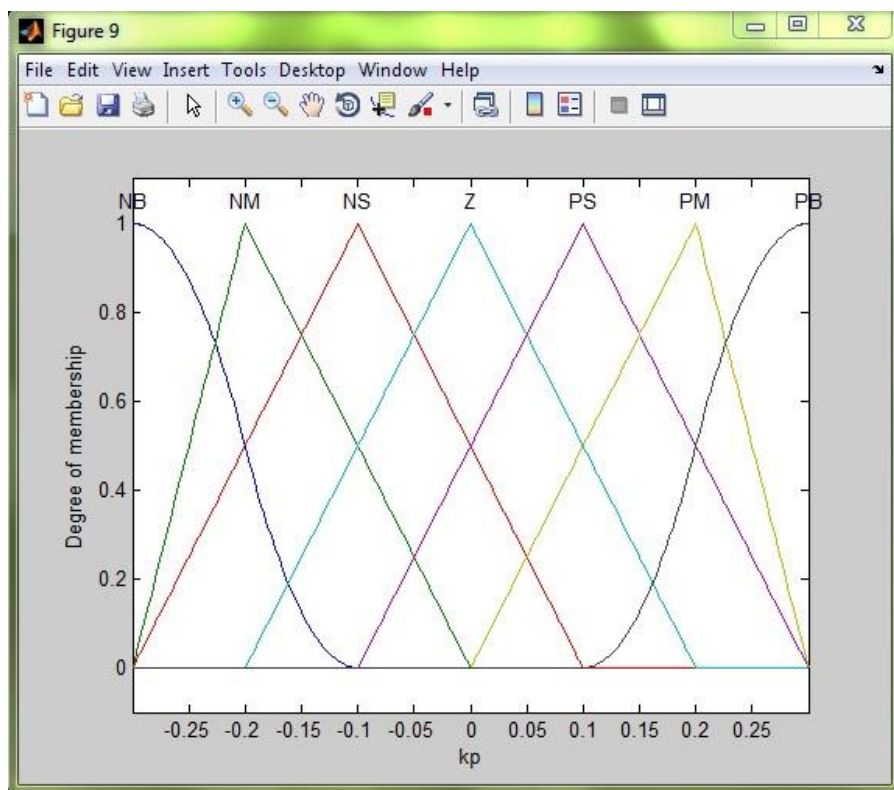 Figure 9
File Edit View Insert Tools Desktop Window Help
NB NM NS Z PS PM PB
1
0.8
0.6
0.4
0.2
0
Degree of membership
-0.25 -0.2 -0.15 -0.1 -0.05 0 0.05 0.1 0.15 0.2 0.25
kp